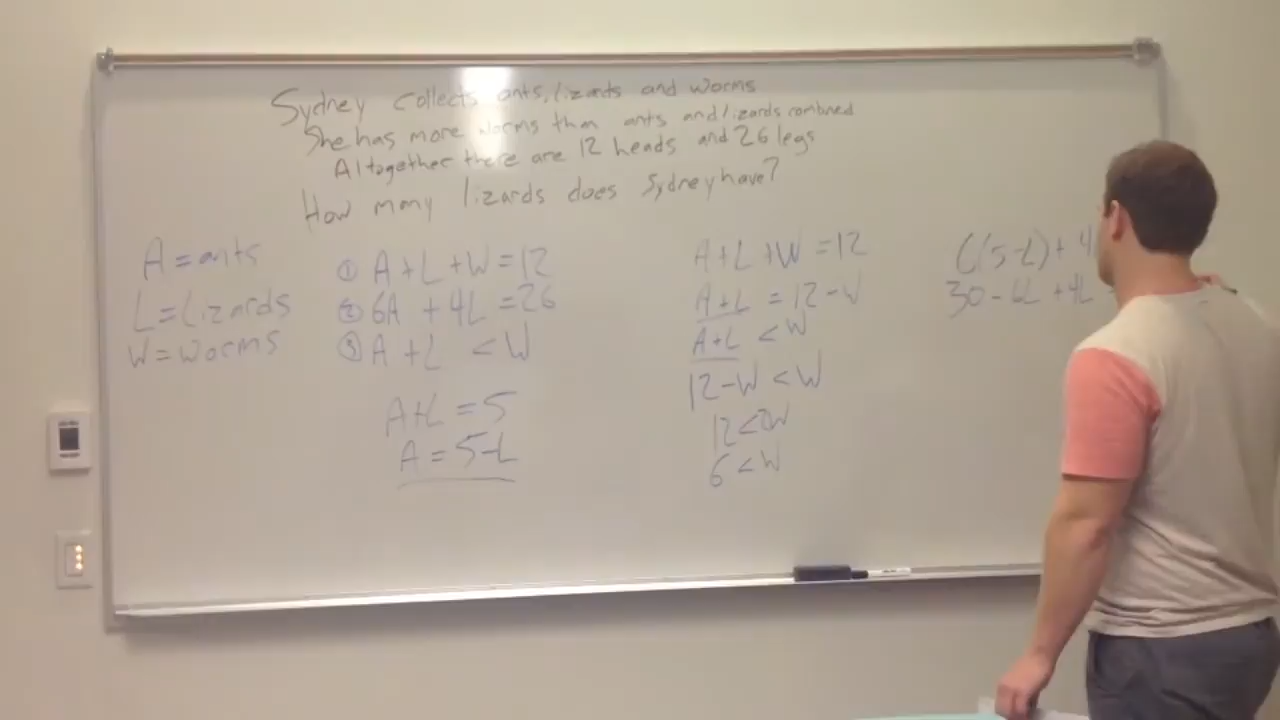 Sydney collects ants, lizards and worms
She has more worms than ants and lizards combined
Altogether there are 12 heads and 26 legs
How many lizards does Sydney have?
A = ants
L = Lizards
W = worms
① A + L + W = 12
② 6A + 4L = 26
③ A + L < W
A+L = 5
A = 5-L
A + L + W = 12
A + L = 12 - W
A + L < W
12 - W < W
12 < 2W
6 < W
6(5-L) + 4
30 - 6L + 4L